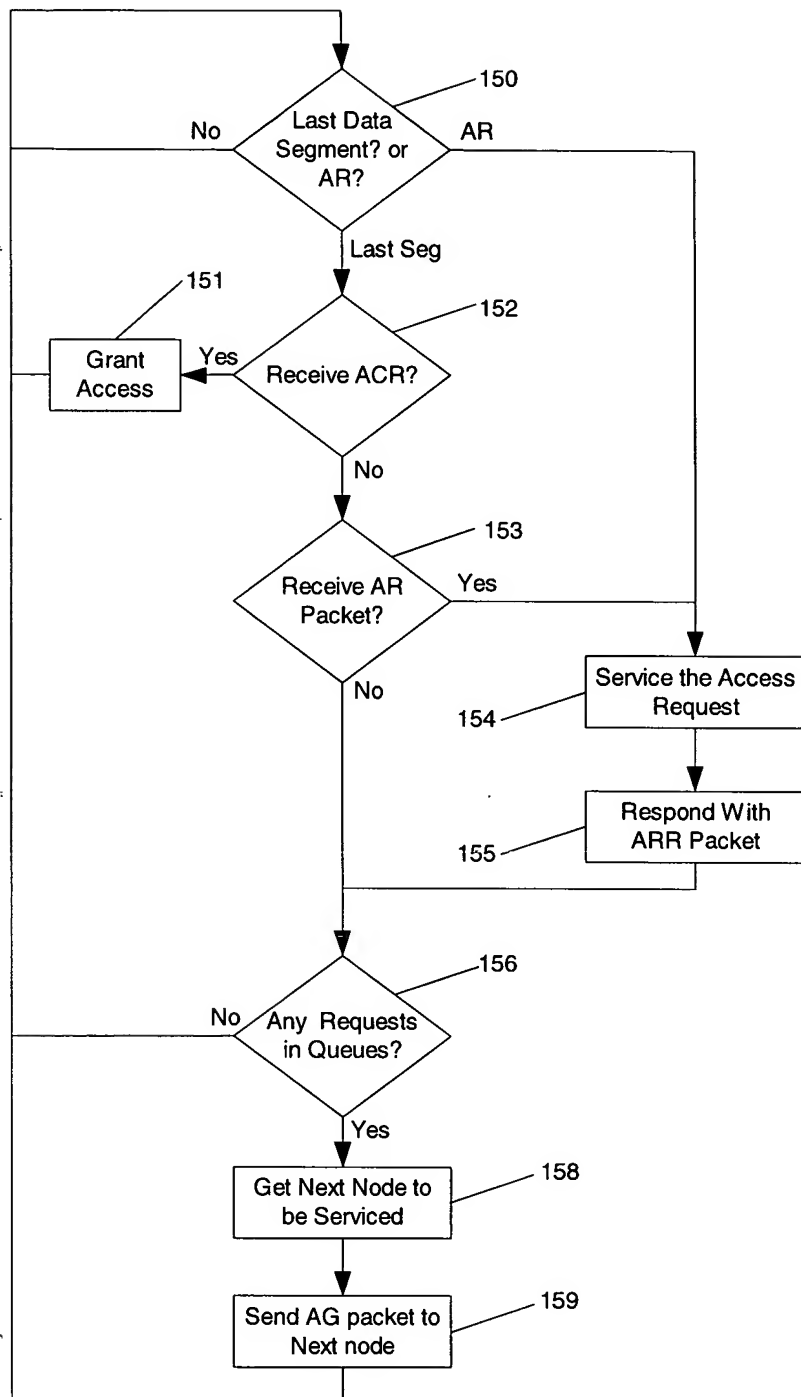 150
Last Data
Segment? or
AR?
No
AR
Last Seg
151
152
Grant
Access
Yes
Receive ACR?
No
153
Receive AR
Packet?
Yes
No
Service the Access
Request
154
Respond With
ARR Packet
155
156
No
Any Requests
in Queues?
Yes
158
Get Next Node to
be Serviced
159
Send AG packet to
Next node